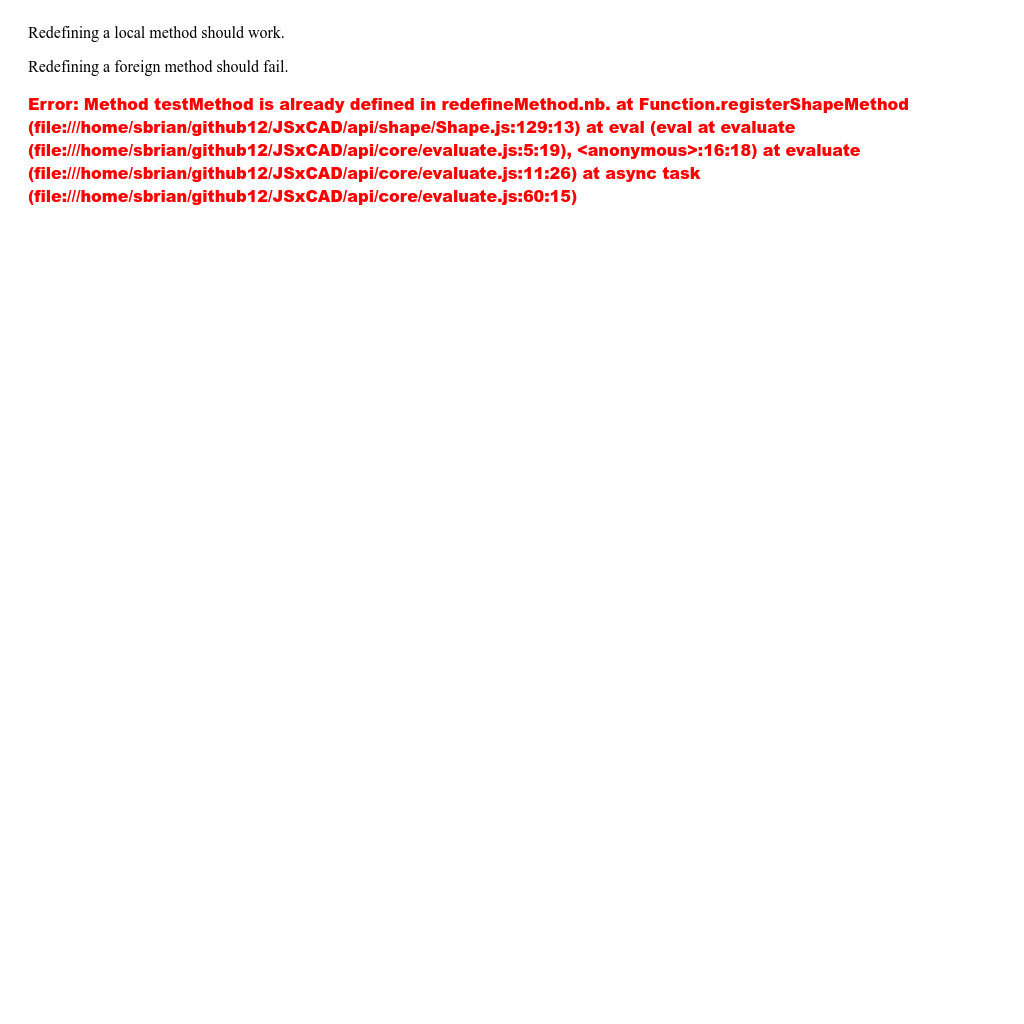 Redefining a local method should work.
Redefining a foreign method should fail.
Error: Method testMethod is already defined in redefineMethod.nb. at Function.registerShapeMethod
(file:///home/sbrian/github12/JSxCAD/api/shape/Shape.js:129:13) at eval (eval at evaluate
(file:///home/sbrian/github12/JSxCAD/api/core/evaluate.js:5:19), <anonymous>:16:18) at evaluate
(file:///home/sbrian/github12/JSxCAD/api/core/evaluate.js:11:26) at async task
(file:///home/sbrian/github12/JSxCAD/api/core/evaluate.js:60:15)